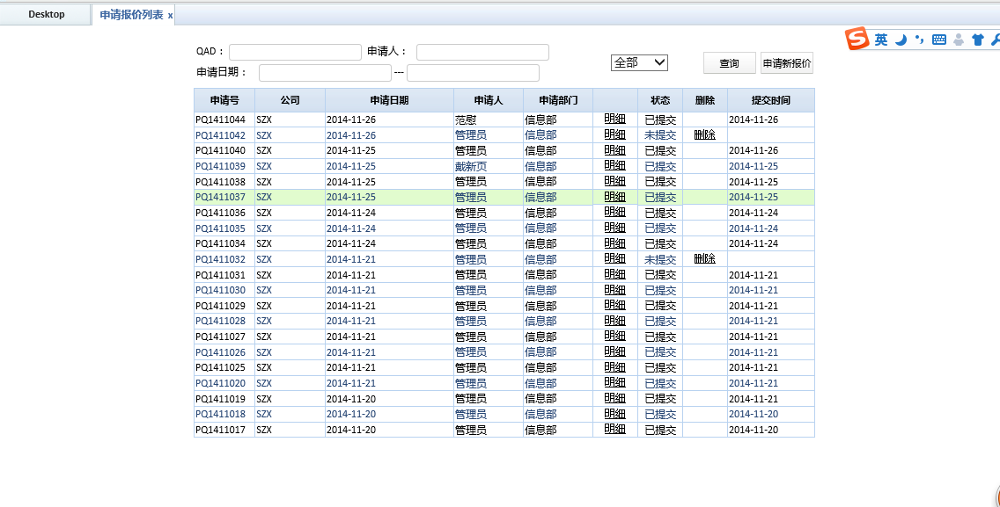 Desktop 申请报价列表 x
英
QAD： 申请人：
全部 查询 申请新报价
申请日期： ---
申请号 公司 申请日期 申请人 申请部门 状态 删除 提交时间
PQ1411044 SZX 2014-11-26 范慰 信息部 明细 已提交 2014-11-26
PQ1411042 SZX 2014-11-26 管理员 信息部 明细 未提交 删除
PQ1411040 SZX 2014-11-25 管理员 信息部 明细 已提交 2014-11-26
PQ1411039 SZX 2014-11-25 戴新页 信息部 明细 已提交 2014-11-25
PQ1411038 SZX 2014-11-25 管理员 信息部 明细 已提交 2014-11-25
PQ1411037 SZX 2014-11-25 管理员 信息部 明细 已提交 2014-11-25
PQ1411036 SZX 2014-11-24 管理员 信息部 明细 已提交 2014-11-24
PQ1411035 SZX 2014-11-24 管理员 信息部 明细 已提交 2014-11-24
PQ1411034 SZX 2014-11-24 管理员 信息部 明细 已提交 2014-11-24
PQ1411032 SZX 2014-11-21 管理员 信息部 明细 未提交 删除
PQ1411031 SZX 2014-11-21 管理员 信息部 明细 已提交 2014-11-21
PQ1411030 SZX 2014-11-21 管理员 信息部 明细 已提交 2014-11-21
PQ1411029 SZX 2014-11-21 管理员 信息部 明细 已提交 2014-11-21
PQ1411028 SZX 2014-11-21 管理员 信息部 明细 已提交 2014-11-21
PQ1411027 SZX 2014-11-21 管理员 信息部 明细 已提交 2014-11-21
PQ1411026 SZX 2014-11-21 管理员 信息部 明细 已提交 2014-11-21
PQ1411025 SZX 2014-11-21 管理员 信息部 明细 已提交 2014-11-21
PQ1411020 SZX 2014-11-21 管理员 信息部 明细 已提交 2014-11-21
PQ1411019 SZX 2014-11-20 管理员 信息部 明细 已提交 2014-11-21
PQ1411018 SZX 2014-11-20 管理员 信息部 明细 已提交 2014-11-20
PQ1411017 SZX 2014-11-20 管理员 信息部 明细 已提交 2014-11-20